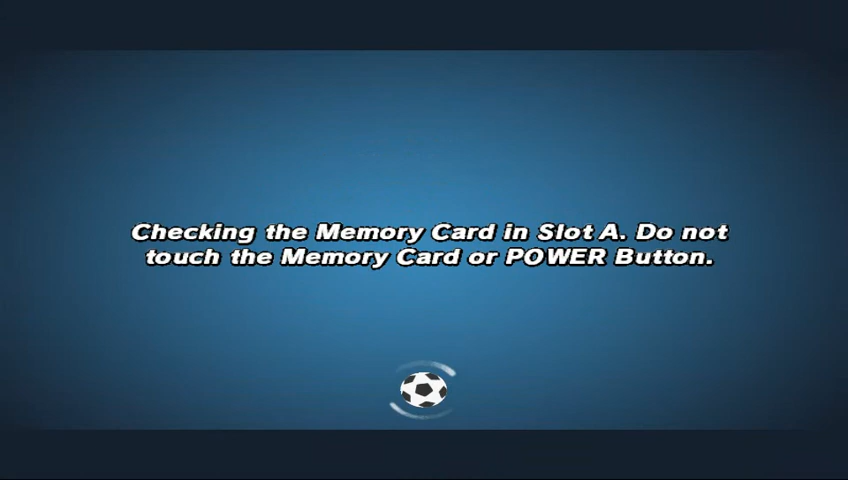 Checking the Memory Card in Slot A. Do not
touch the Memory Card or POWER Button.